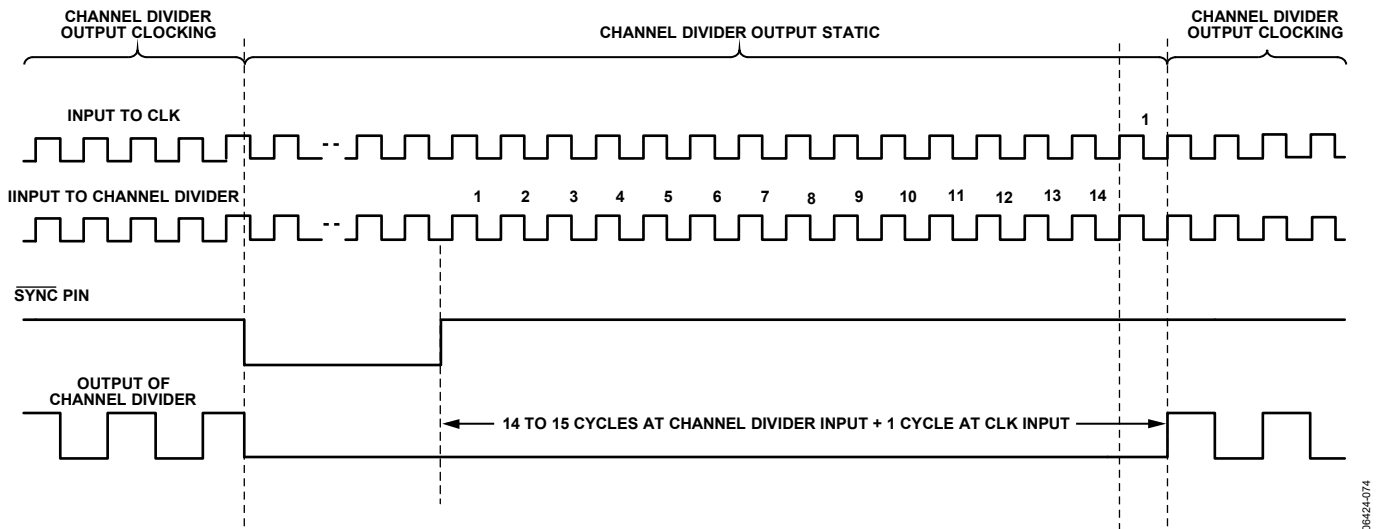 CHANNEL DIVIDER
OUTPUT CLOCKING
CHANNEL DIVIDER OUTPUT STATIC
CHANNEL DIVIDER
OUTPUT CLOCKING
INPUT TO CLK
1
IINPUT TO CHANNEL DIVIDER
1 2 3 4 5 6 7 8 9 10 11 12 13 14
SYNC PIN
OUTPUT OF
CHANNEL DIVIDER
14 TO 15 CYCLES AT CHANNEL DIVIDER INPUT + 1 CYCLE AT CLK INPUT
06424-074